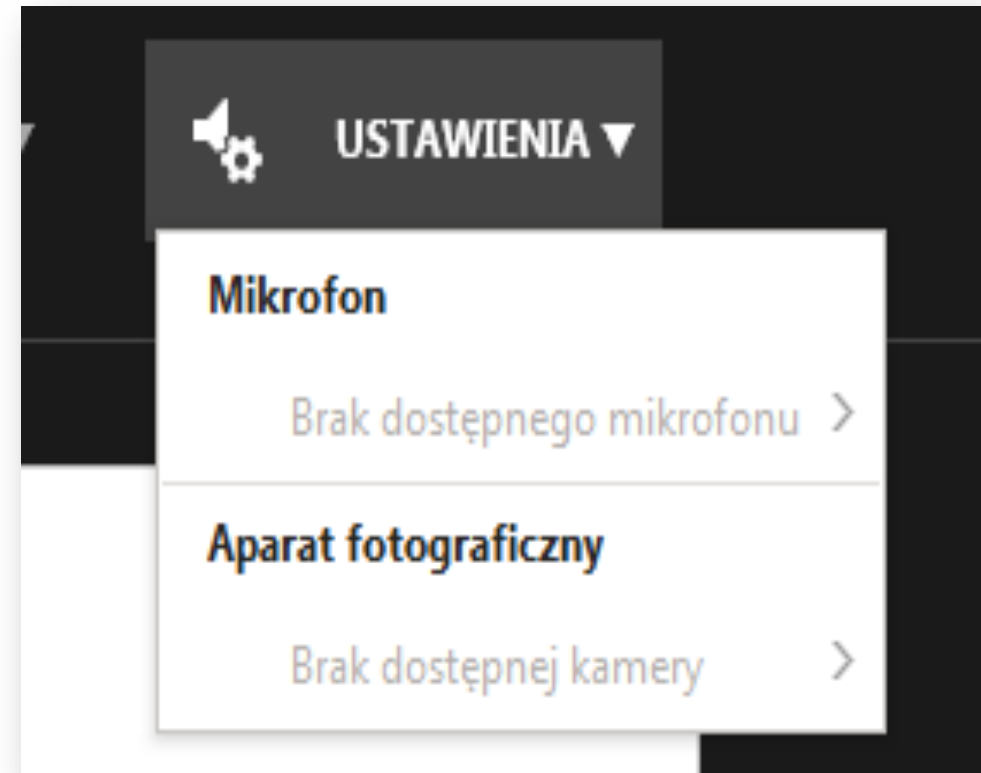 USTAWIENIA ▼
Mikrofon
Brak dostępnego mikrofonu >
Aparat fotograficzny
Brak dostępnej kamery >